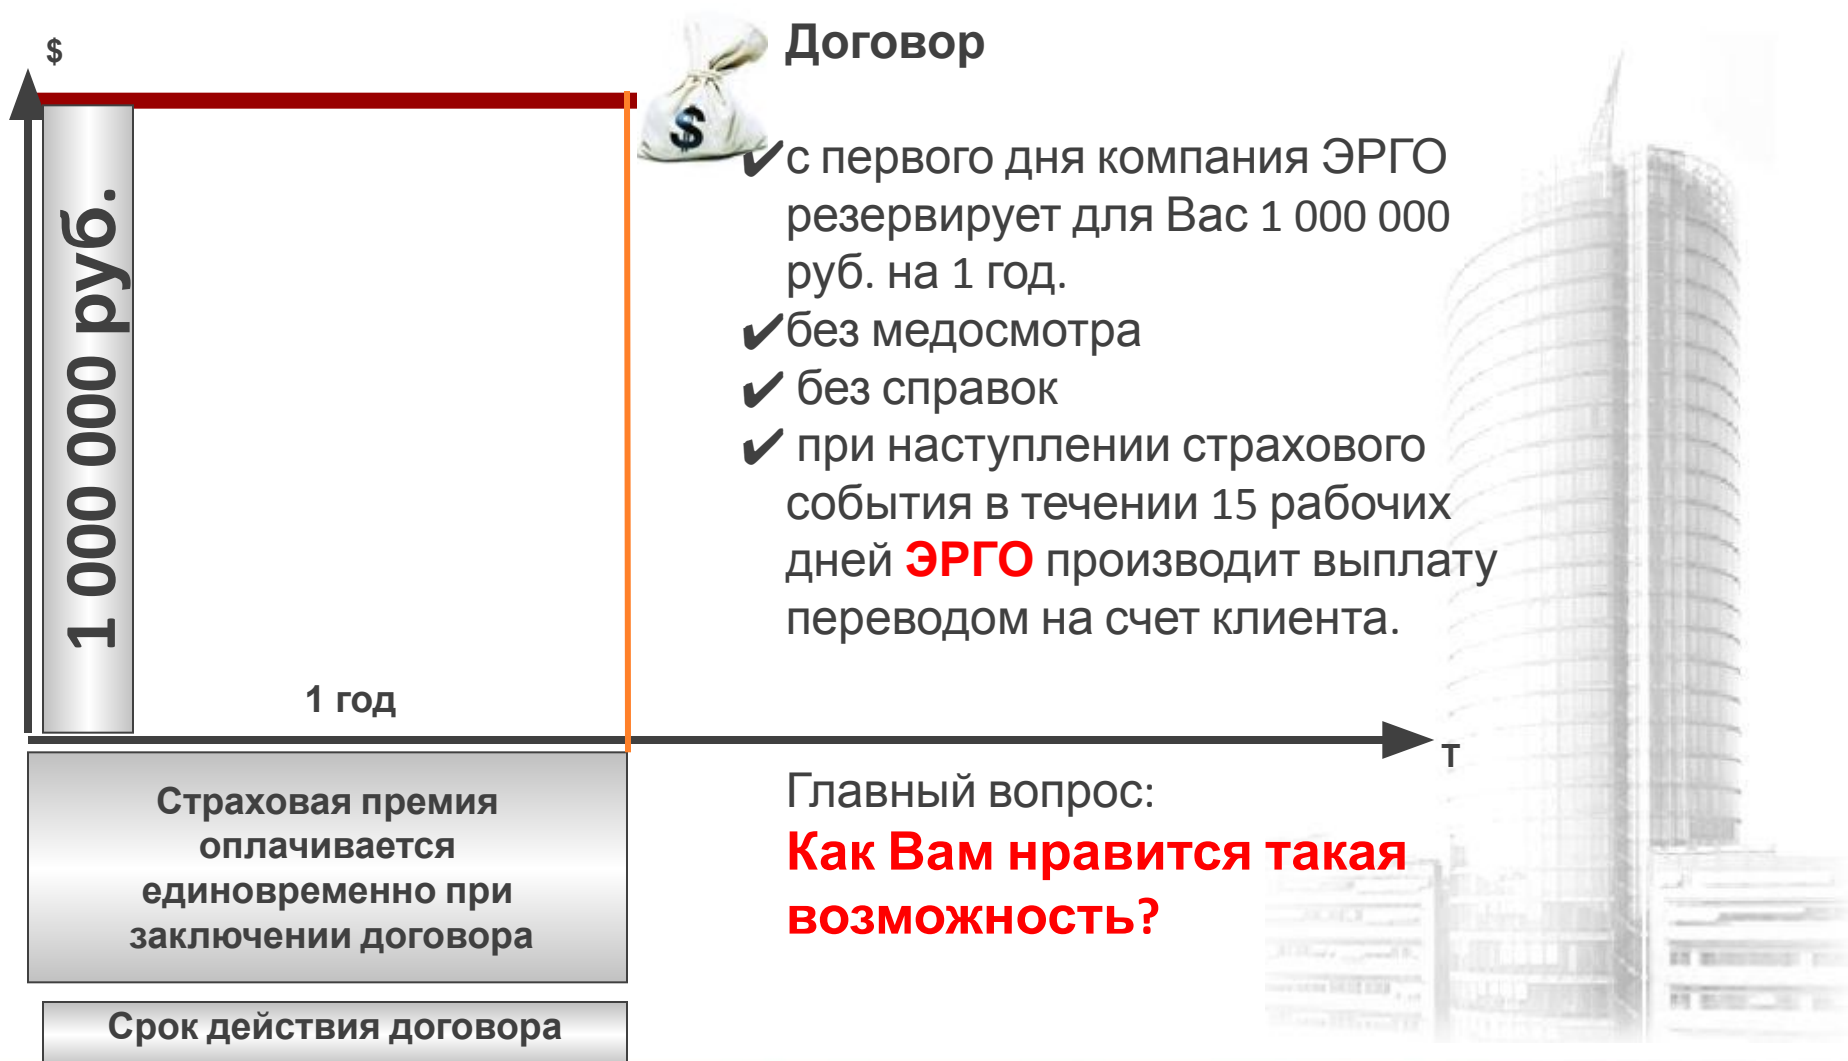 $
1 000 000 руб.
1 год
Т
Страховая премия
оплачивается
единовременно при
заключении договора
Срок действия договора
$
Договор
✔с первого дня компания ЭРГО
резервирует для Вас 1 000 000
руб. на 1 год.
✔без медосмотра
✔ без справок
✔ при наступлении страхового
события в течении 15 рабочих
дней ЭРГО производит выплату
переводом на счет клиента.
Главный вопрос:
Как Вам нравится такая
возможность?